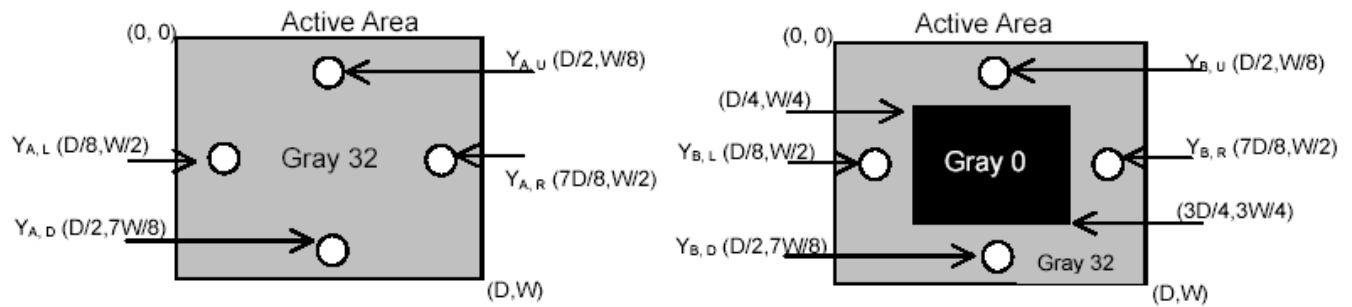 Active Area
(0, 0)
YA, U (D/2,W/8)
YA, L (D/8,W/2)
Gray 32
YA, R (7D/8,W/2)
YA, D (D/2,7W/8)
(D,W)
Active Area
(0, 0)
YB, U (D/2,W/8)
(D/4,W/4)
YB, L (D/8,W/2)
Gray 0
YB, R (7D/8,W/2)
(3D/4,3W/4)
YB, D (D/2,7W/8)
Gray 32
(D,W)